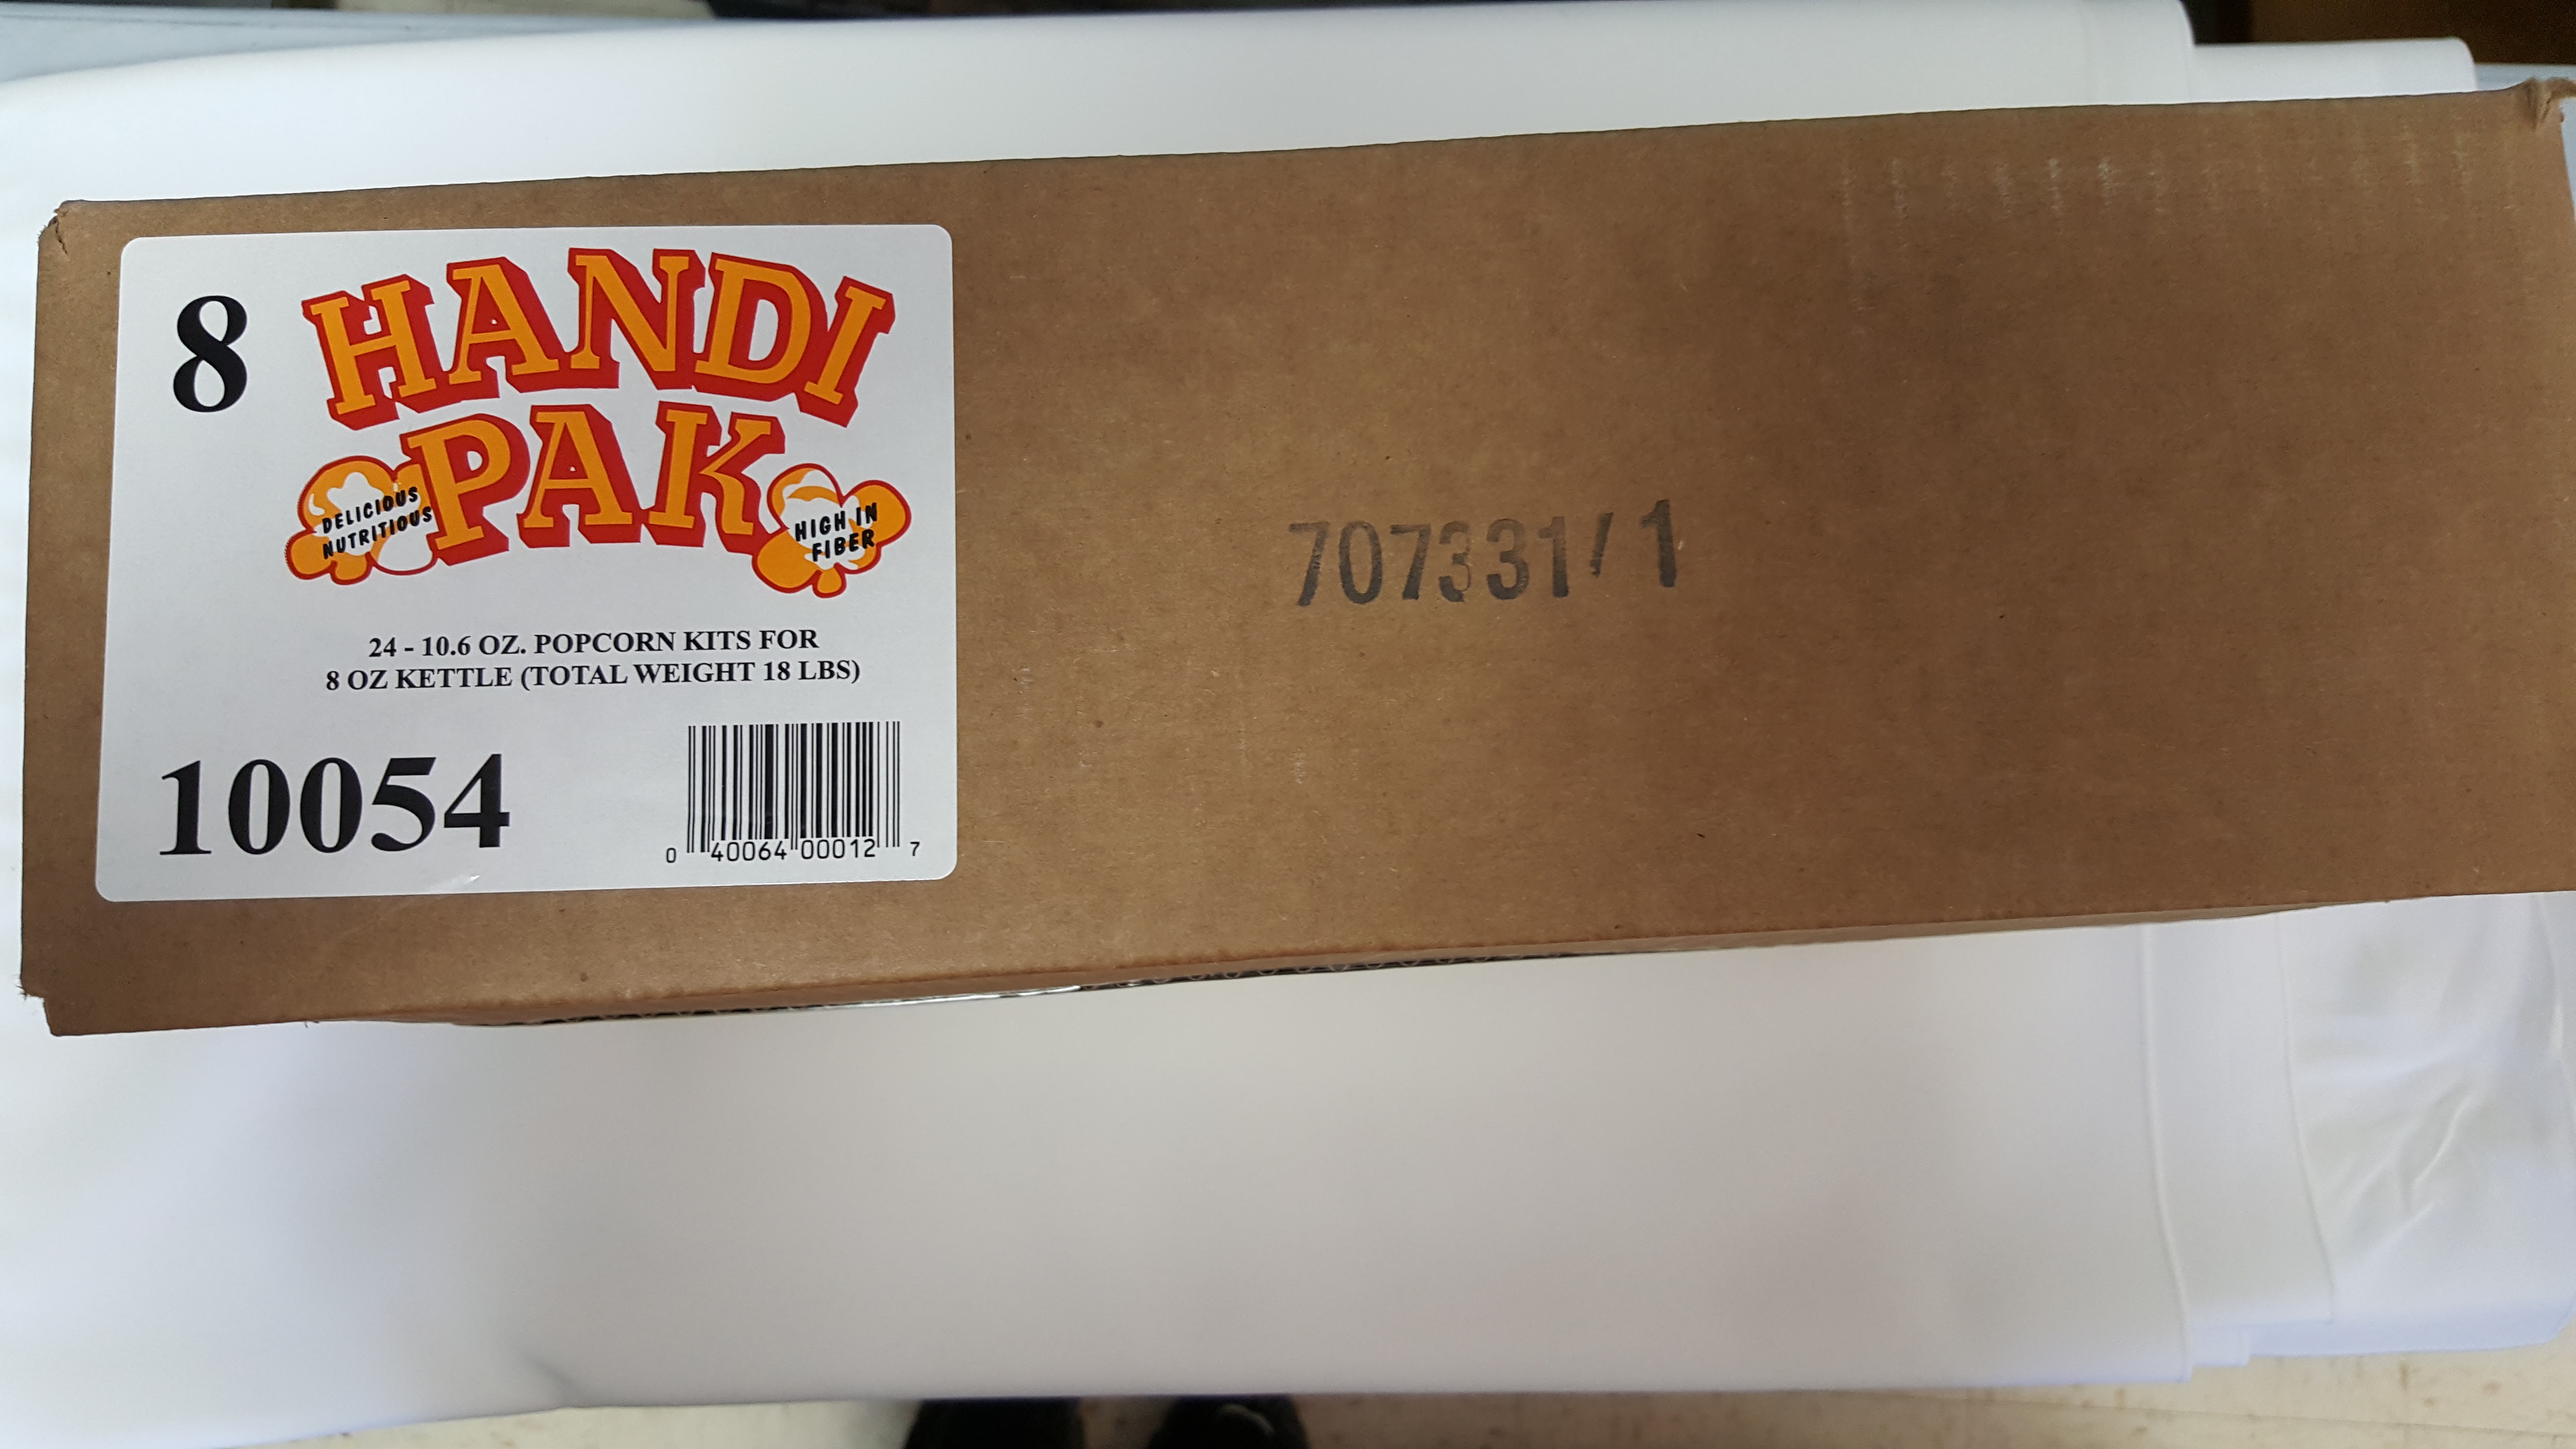 8
HANDI
PAK
DELICIOUS
NUTRITIOUS
HIGH IN
FIBER
24 - 10.6 OZ. POPCORN KITS FOR
8 OZ KETTLE (TOTAL WEIGHT 18 LBS)
10054
0 40064 00012 7
707331/ 1